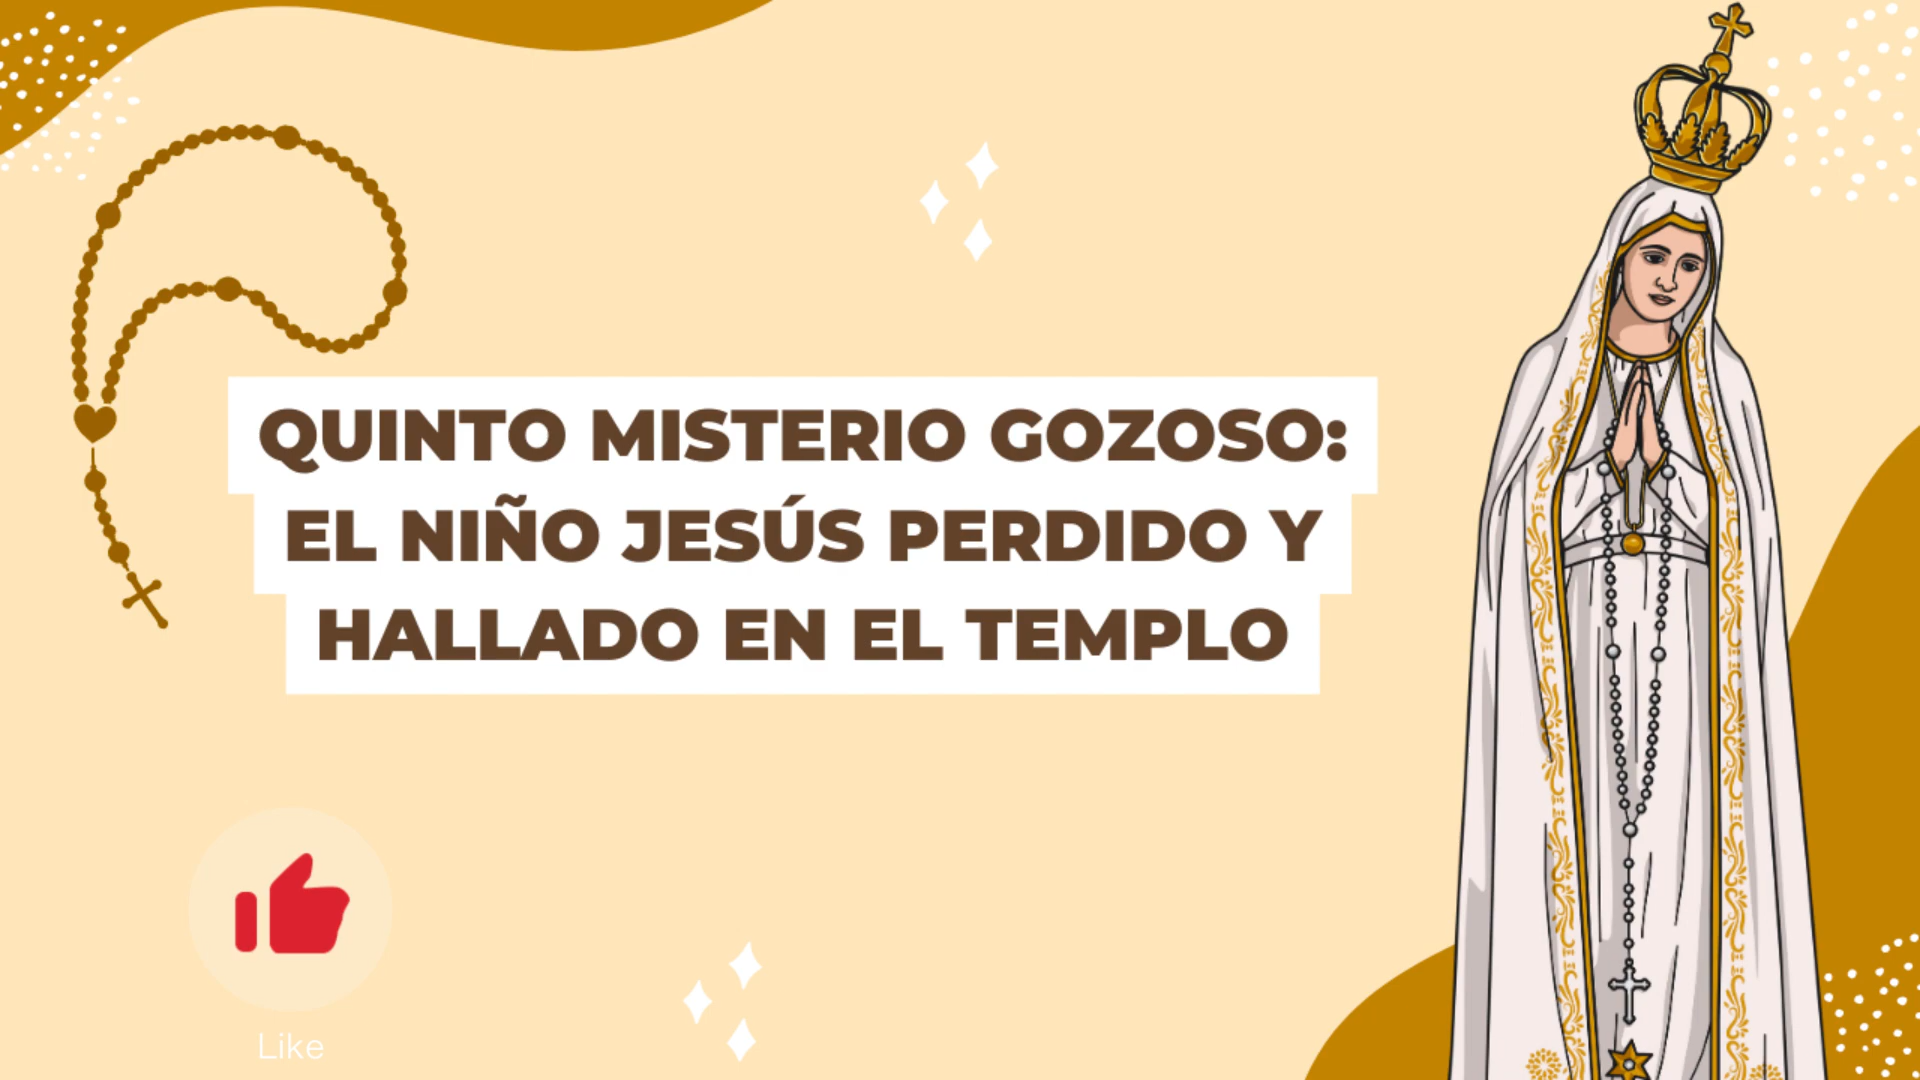 QUINTO MISTERIO GOZOSO:
EL NIÑO JESÚS PERDIDO Y
HALLADO EN EL TEMPLO
Like